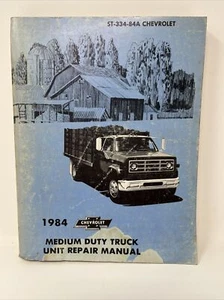 ST-334-84A CHEVROLET
1984 CHEVROLET
MEDIUM DUTY TRUCK
UNIT REPAIR MANUAL